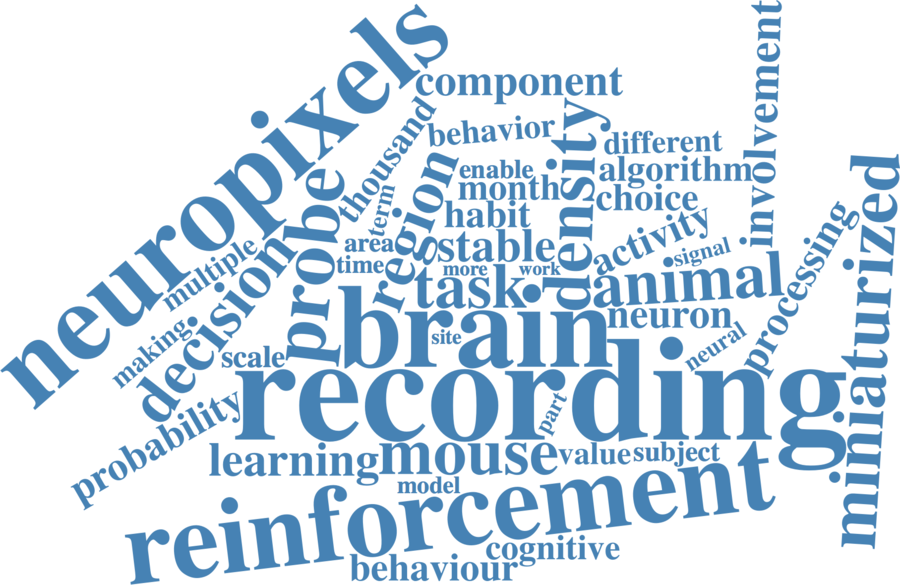 neuropixels
component
involvement
thousand
behavior
density
different
algorithm
enable
month
choice
probe
term
region
habit
miniaturized
multiple
area
stable
activity
processing
decision
time
more
work
signal
task
animal
brain
neuron
making
site
neural
scale
recording
probability
part
learning
mouse
value
subject
model
reinforcement
cognitive
behaviour